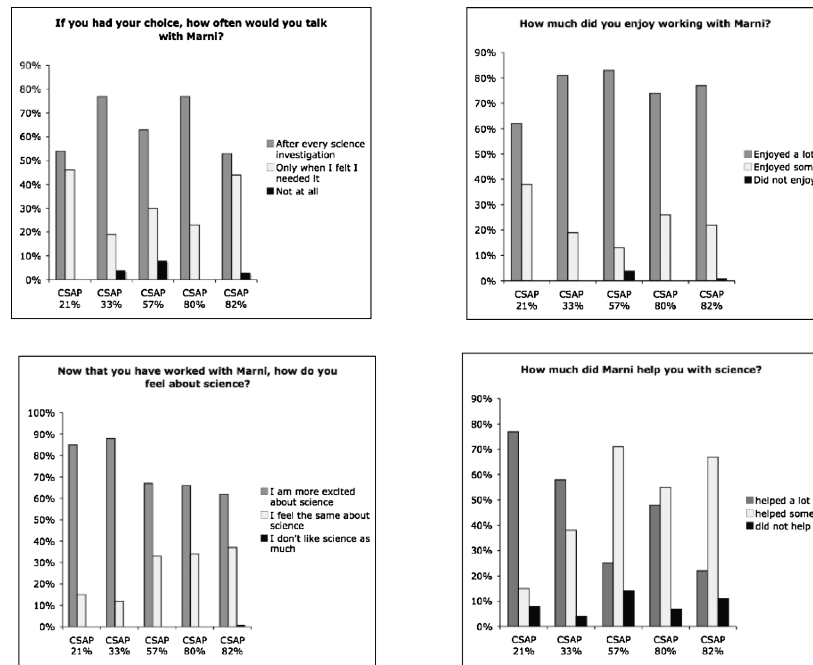 If you had your choice, how often would you talk
with Marni?
90%
80%
70%
60%
50%
40%
30%
20%
10%
0%
CSAP CSAP CSAP CSAP CSAP
21% 33% 57% 80% 82%
After every science
investigation
Only when I felt I
needed it
Not at all
How much did you enjoy working with Marni?
90%
80%
70%
60%
50%
40%
30%
20%
10%
0%
CSAP CSAP CSAP CSAP CSAP
21% 33% 57% 80% 82%
Enjoyed a lot
Enjoyed som
Did not enjoy
Now that you have worked with Marni, how do you
feel about science?
100%
90%
80%
70%
60%
50%
40%
30%
20%
10%
0%
CSAP CSAP CSAP CSAP CSAP
21% 33% 57% 80% 82%
I am more excited
about science
I feel the same about
science
I don't like science as
much
How much did Marni help you with science?
90%
80%
70%
60%
50%
40%
30%
20%
10%
0%
CSAP CSAP CSAP CSAP CSAP
21% 33% 57% 80% 82%
helped a lot
helped some
did not help